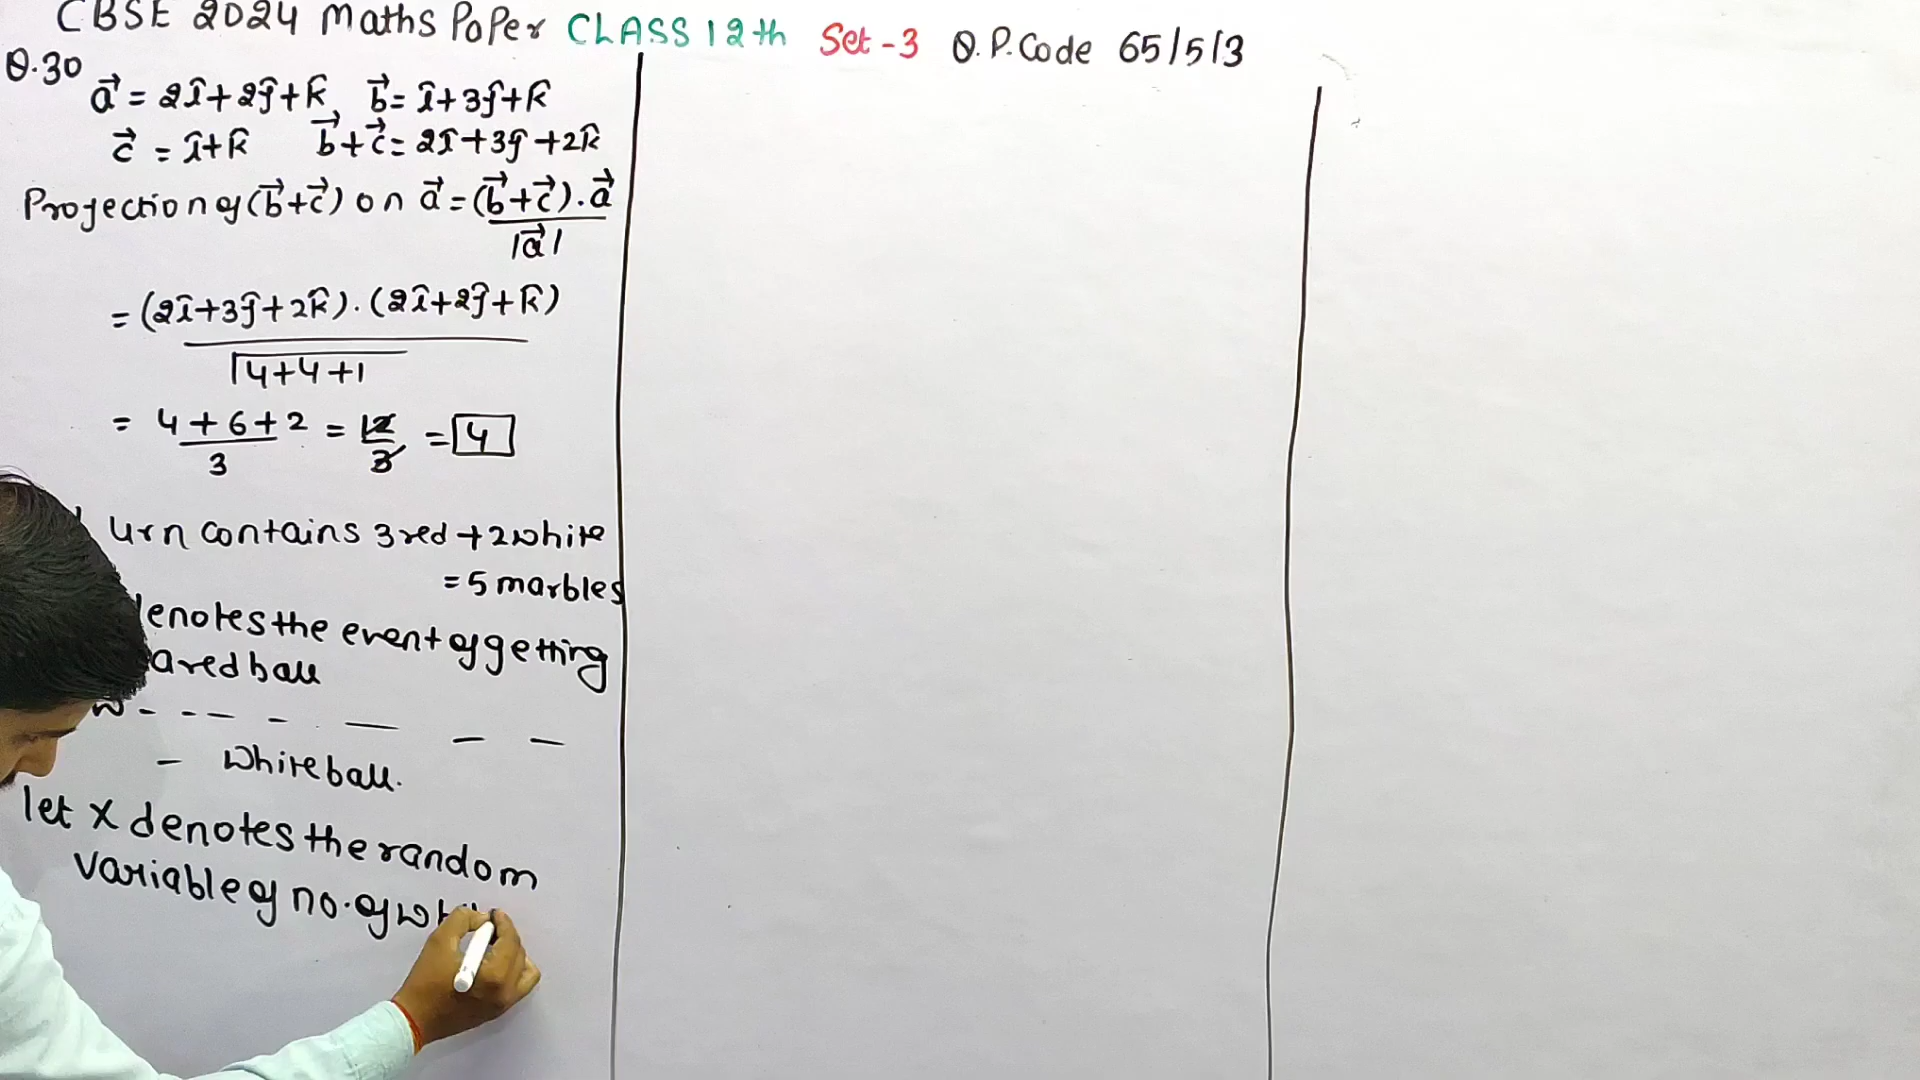 CBSE 2024 Maths Paper CLASS 12th Set-3 Q.P.Code 65/5/3
Q.30
a⃗ = 2î+2ĵ+k̂, b⃗ = î+3ĵ+k̂
c⃗ = î+k̂ b⃗+c⃗ = 2î+3ĵ+2k̂
Projection of (b⃗+c⃗) on a⃗ = (b⃗+c⃗).a⃗
|a⃗|
= (2î+3ĵ+2k̂).(2î+2ĵ+k̂)
√4+4+1
= 4+6+2 = 12 = 4
3 3
Urn contains 3 red + 2 white
= 5 marbles
enotes the event of getting
a red ball
W - - - - — - -
- White ball.
let X denotes the random
variable of no. of